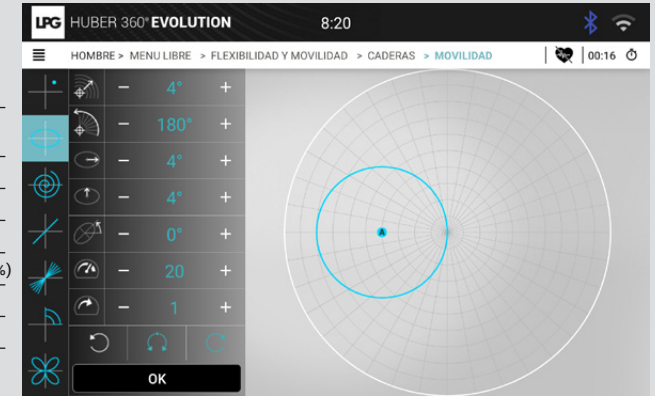 LPG HUBER 360° EVOLUTION 8:20
HOMBRE > MENU LIBRE > FLEXIBILIDAD Y MOVILIDAD > CADERAS > MOVILIDAD 00:16
− 4° +
− 180° +
− 4° +
− 4° +
− 0° +
%)
− 20 +
− 1 +
OK
A